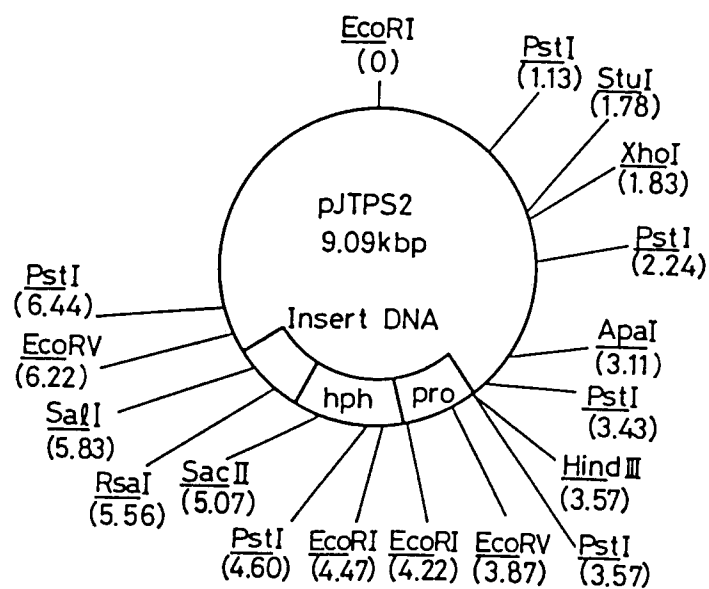 EcoRI
(0)
PstI
(1.13)
StuI
(1.78)
XhoI
(1.83)
PstI
(2.24)
ApaI
(3.11)
PstI
(3.43)
HindⅢ
(3.57)
PstI
(3.57)
EcoRV
(3.87)
EcoRI
(4.22)
EcoRI
(4.47)
PstI
(4.60)
SacⅡ
(5.07)
RsaI
(5.56)
SalI
(5.83)
EcoRV
(6.22)
PstI
(6.44)
pJTPS2
9.09kbp
Insert DNA
hph
pro